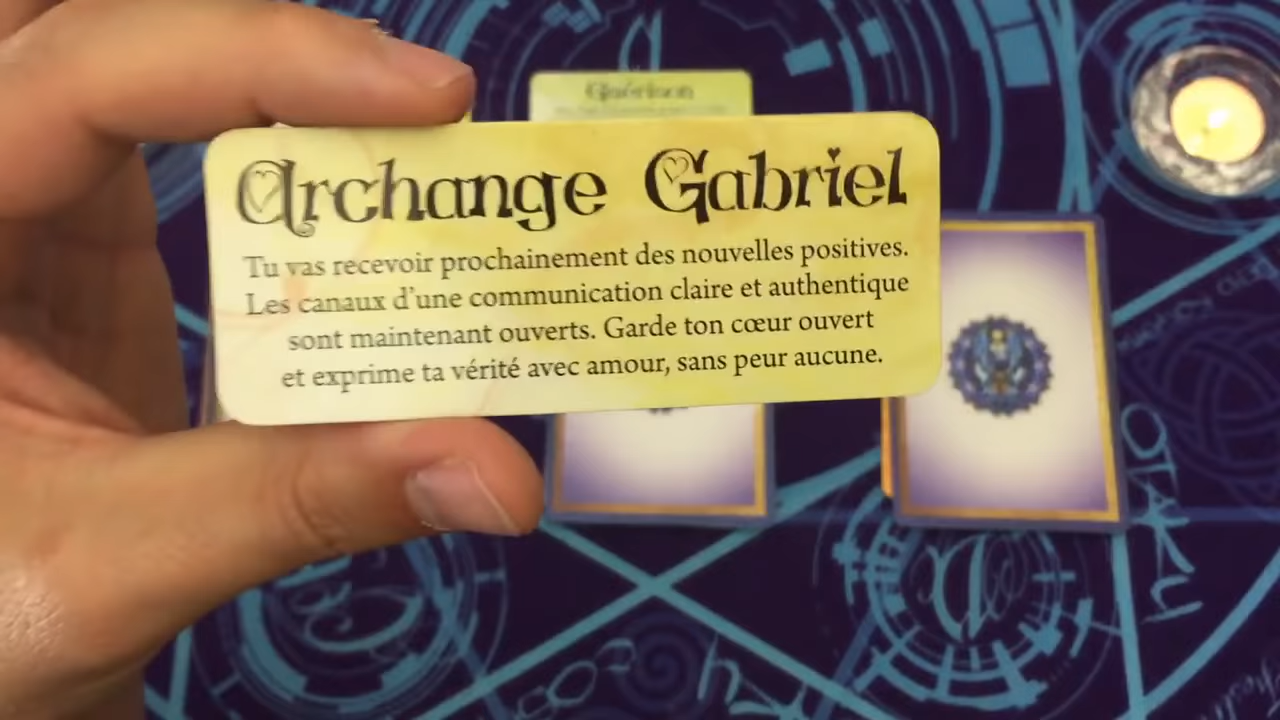 Guérison
Archange Gabriel
Tu vas recevoir prochainement des nouvelles positives.
Les canaux d'une communication claire et authentique
sont maintenant ouverts. Garde ton cœur ouvert
et exprime ta vérité avec amour, sans peur aucune.